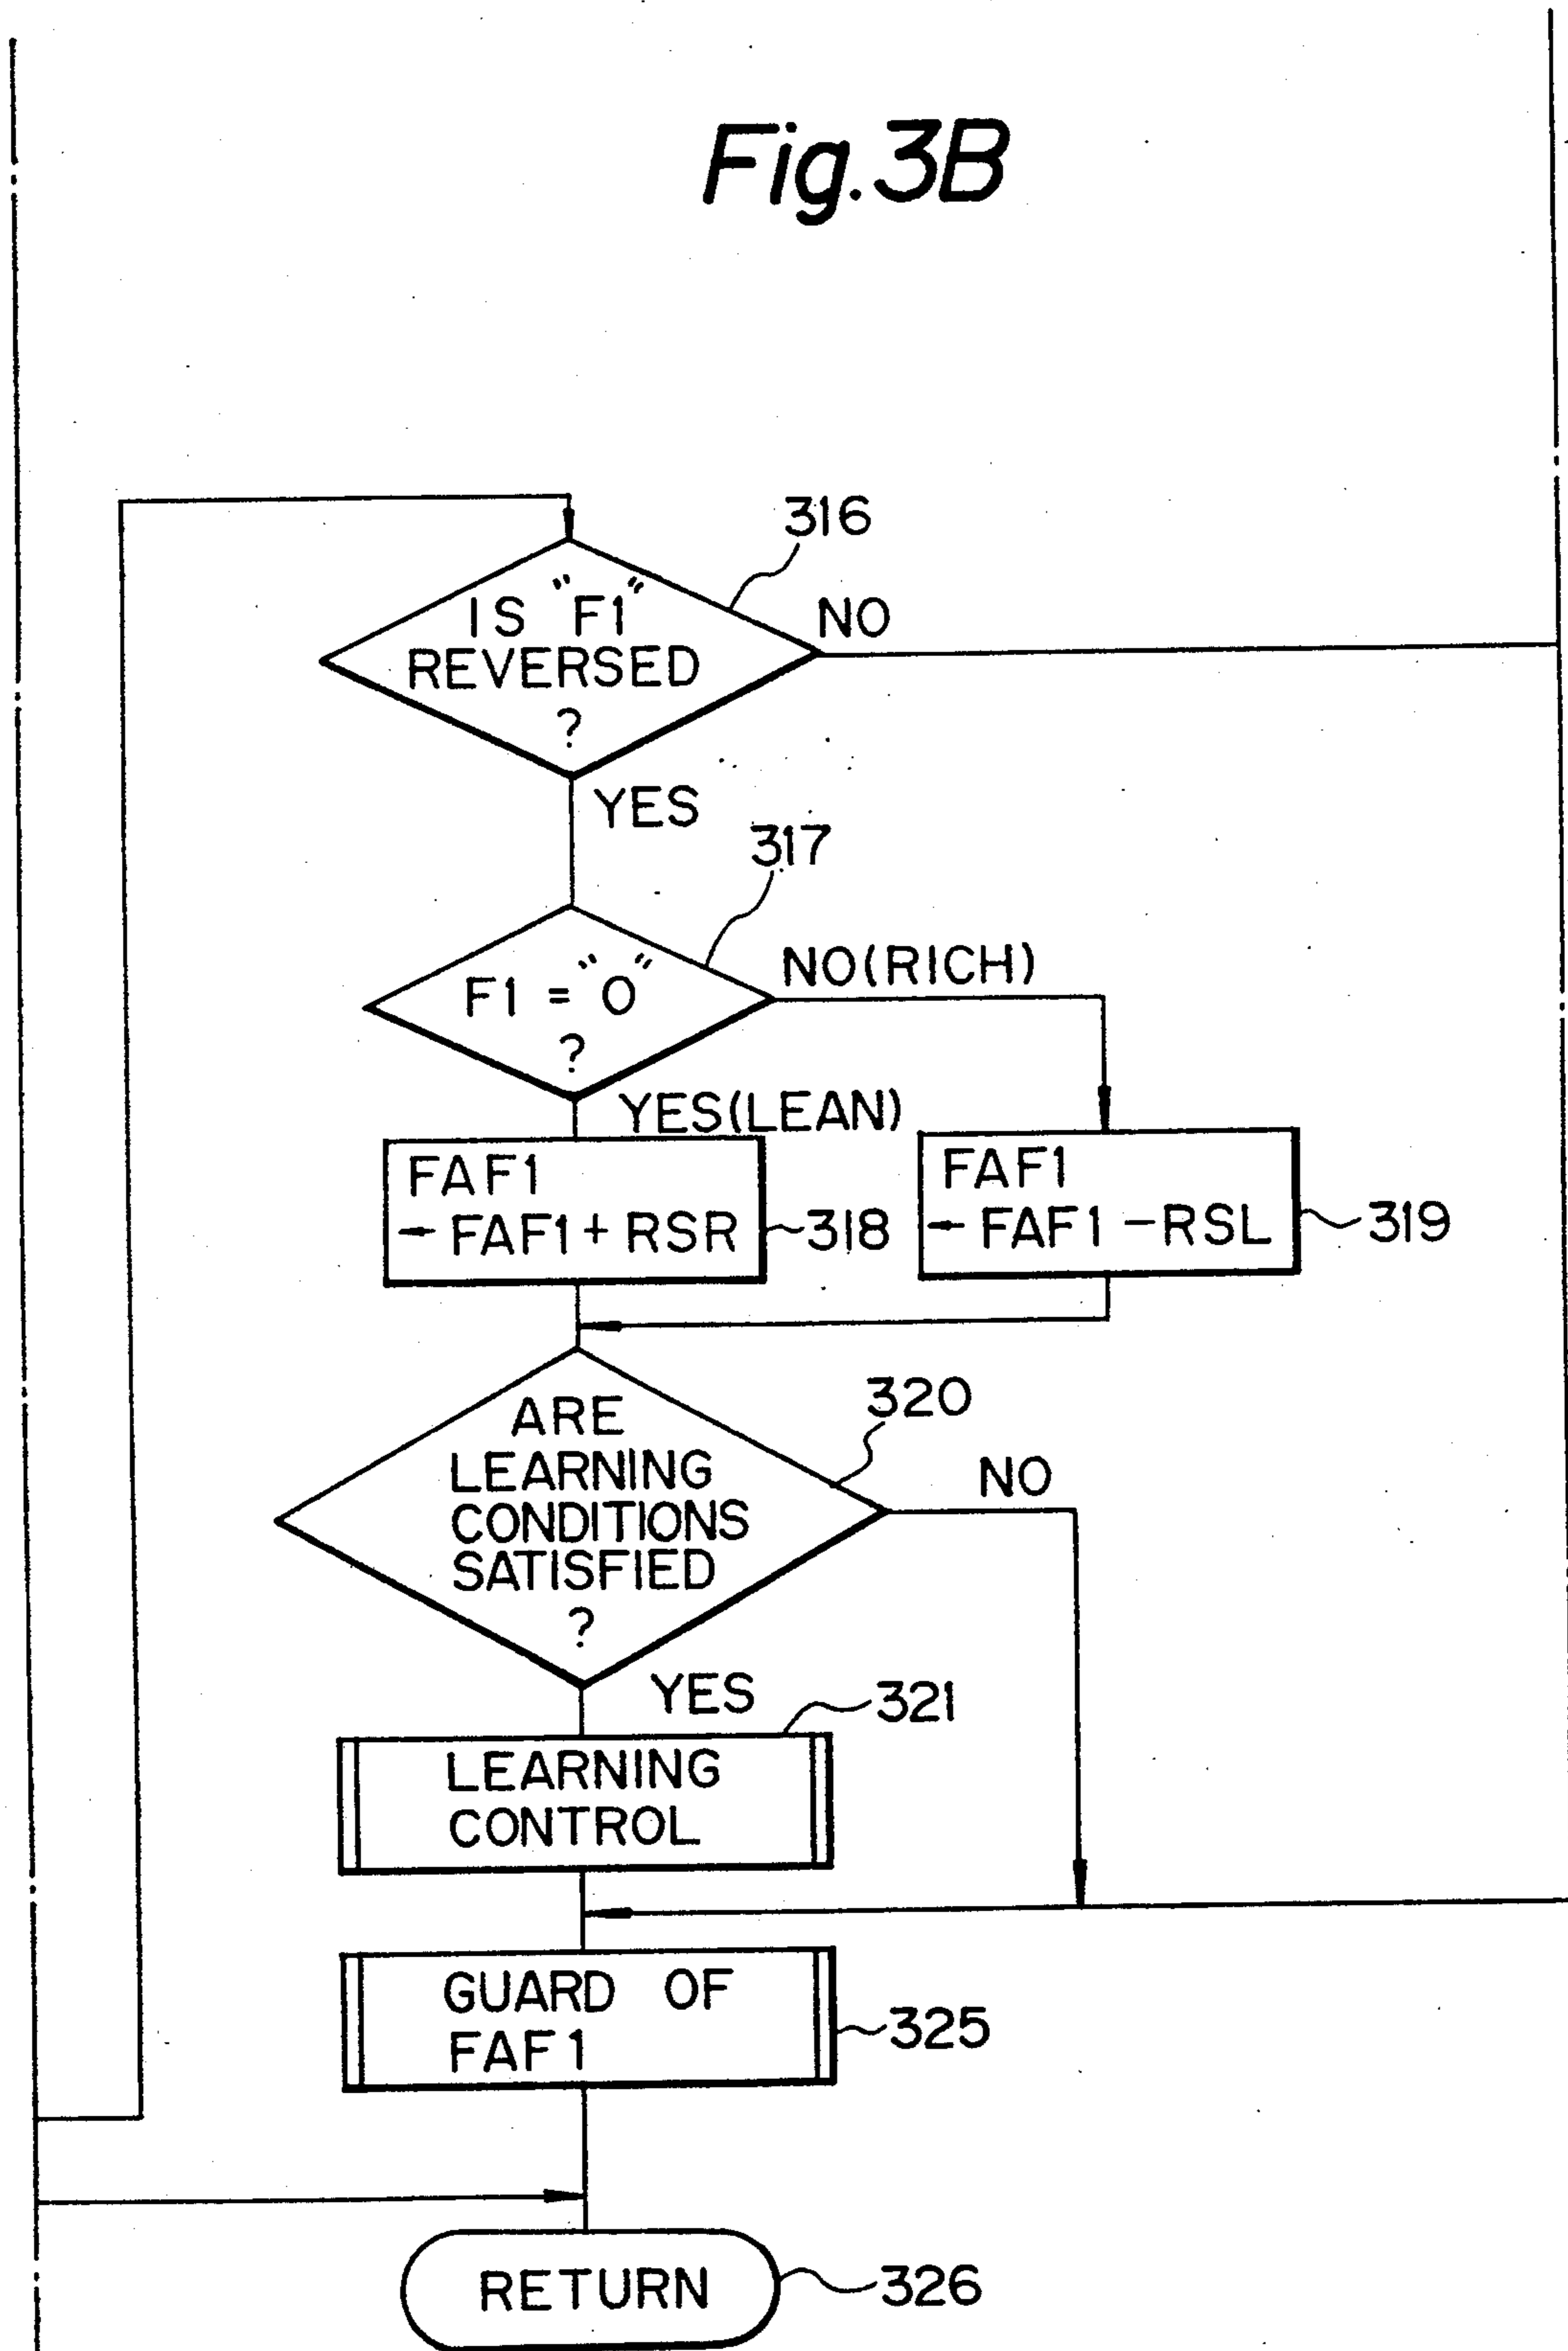 Fig.3B
316
IS "F1"
REVERSED
?
NO
YES
317
F1 = "0"
?
NO(RICH)
YES(LEAN)
FAF1
← FAF1 + RSR
318
FAF1
← FAF1 - RSL
319
320
ARE
LEARNING
CONDITIONS
SATISFIED
?
NO
YES
321
LEARNING
CONTROL
GUARD OF
FAF1
325
RETURN
326